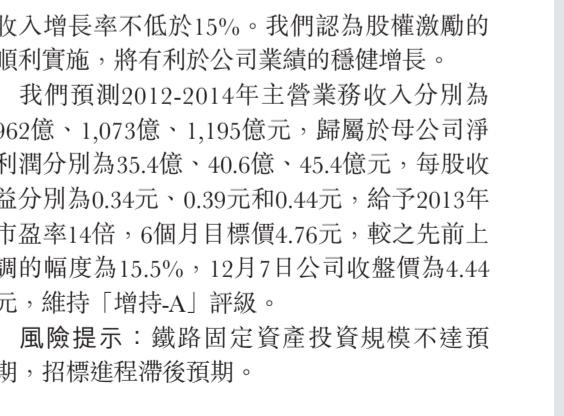 收入增長率不低於15%。我們認為股權激勵的
順利實施，將有利於公司業績的穩健增長。
我們預測2012-2014年主營業務收入分別為
962億、1,073億、1,195億元，歸屬於母公司淨
利潤分別為35.4億、40.6億、45.4億元，每股收
益分別為0.34元、0.39元和0.44元，給予2013年
市盈率14倍，6個月目標價4.76元，較之先前上
調的幅度為15.5%，12月7日公司收盤價為4.44
元，維持「增持-A」評級。
風險提示：鐵路固定資產投資規模不達預
期，招標進程滯後預期。